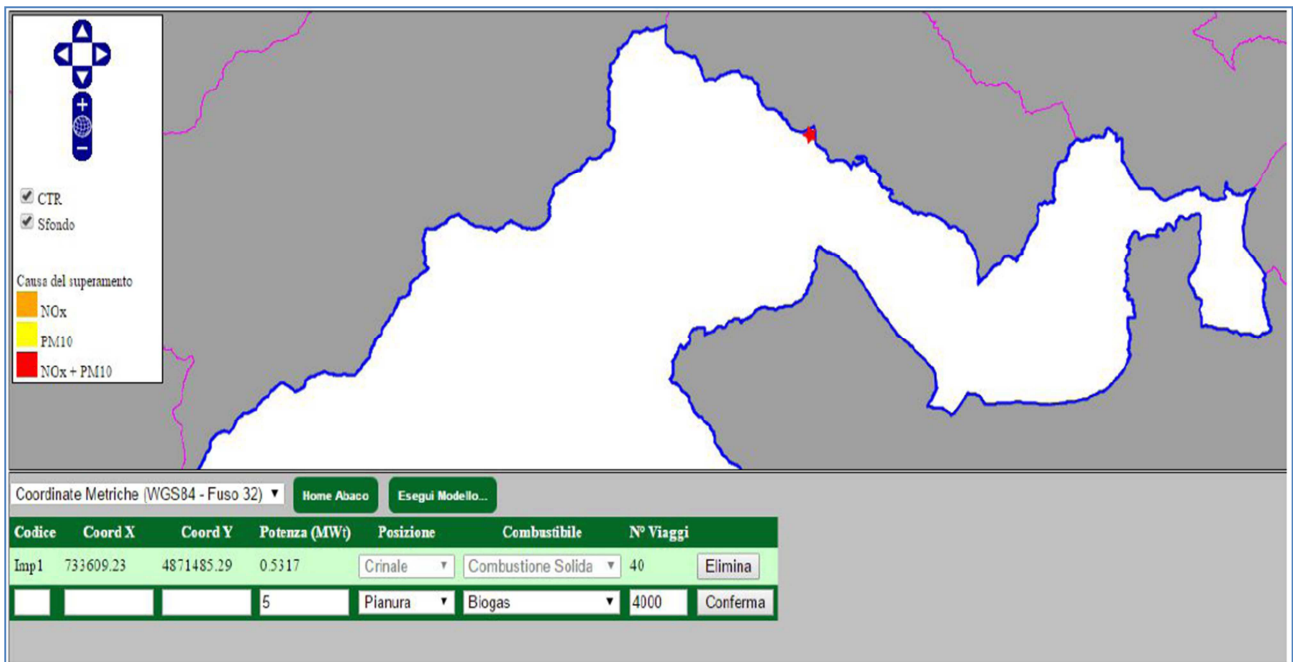 CTR
Sfondo
Causa del superamento
NOx
PM10
NOx + PM10
Coordinate Metriche (WGS84 - Fuso 32) Home Abaco Esegui Modello...
Codice Coord X Coord Y Potenza (MWt) Posizione Combustibile N° Viaggi
Imp1 733609.23 4871485.29 0.5317 Crinale Combustione Solida 40 Elimina
5 Pianura Biogas 4000 Conferma